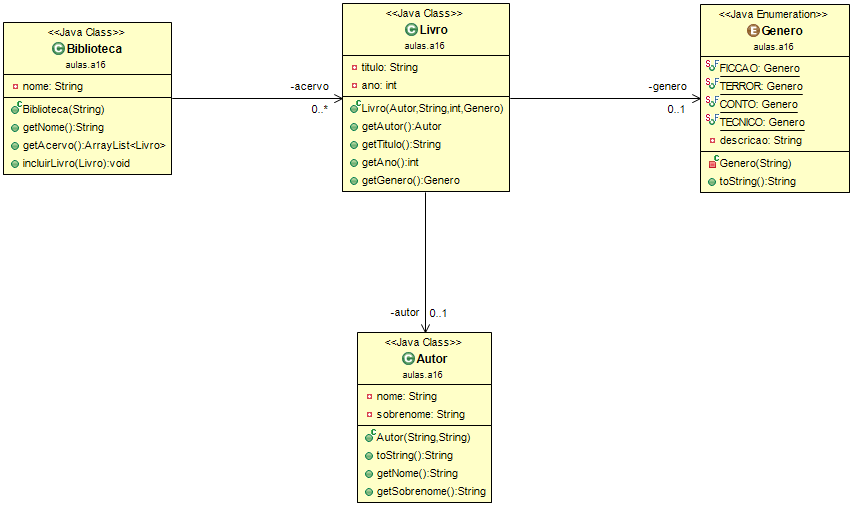 <<Java Class>>
Biblioteca
aulas.a16
nome: String
Biblioteca(String)
getNome():String
getAcervo():ArrayList<Livro>
incluirLivro(Livro):void
-acervo
0..*
<<Java Class>>
Livro
aulas.a16
titulo: String
ano: int
Livro(Autor,String,int,Genero)
getAutor():Autor
getTitulo():String
getAno():int
getGenero():Genero
-genero
0..1
<<Java Enumeration>>
Genero
aulas.a16
FICCAO: Genero
TERROR: Genero
CONTO: Genero
TECNICO: Genero
descricao: String
Genero(String)
toString():String
-autor
0..1
<<Java Class>>
Autor
aulas.a16
nome: String
sobrenome: String
Autor(String,String)
toString():String
getNome():String
getSobrenome():String